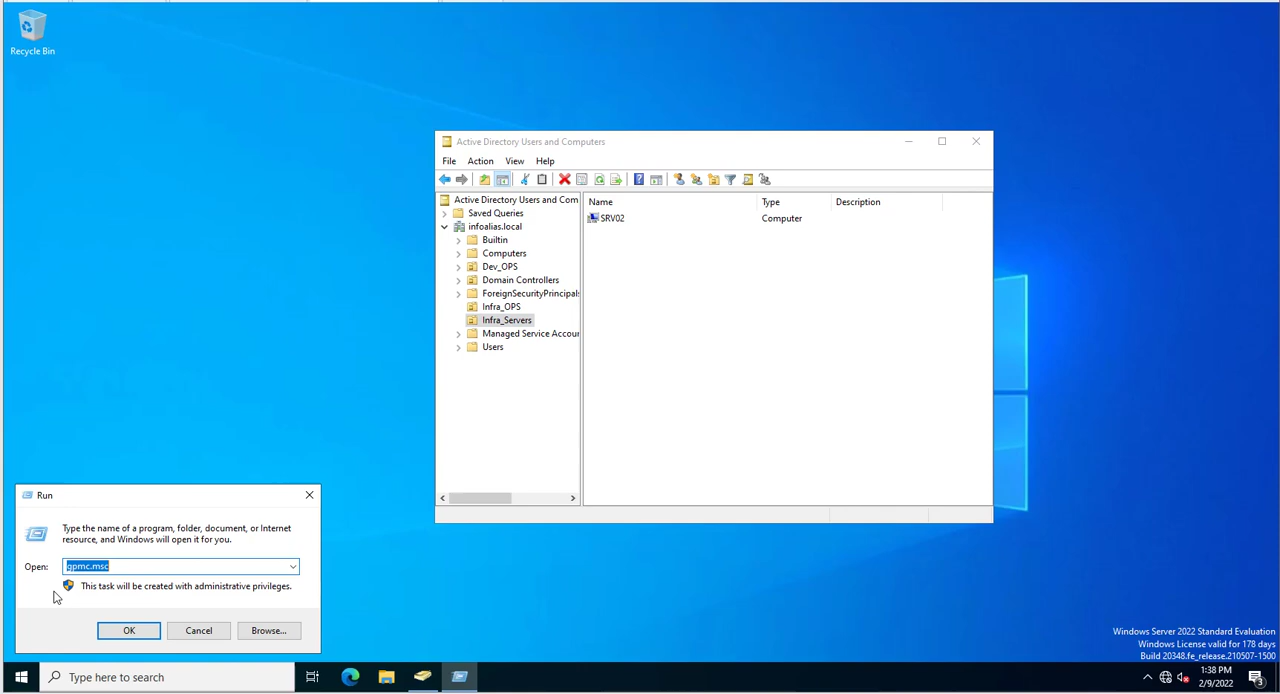 Recycle Bin
Active Directory Users and Computers
File Action View Help
Active Directory Users and Com
Saved Queries
infoalias.local
Builtin
Computers
Dev_OPS
Domain Controllers
ForeignSecurityPrincipals
Infra_OPS
Infra_Servers
Managed Service Accour
Users
Name Type Description
SRV02 Computer
Run
Type the name of a program, folder, document, or Internet
resource, and Windows will open it for you.
Open: gpmc.msc
This task will be created with administrative privileges.
OK Cancel Browse...
Windows Server 2022 Standard Evaluation
Windows License valid for 178 days
Build 20348.fe_release.210507-1500
Type here to search
1:38 PM
2/9/2022
3